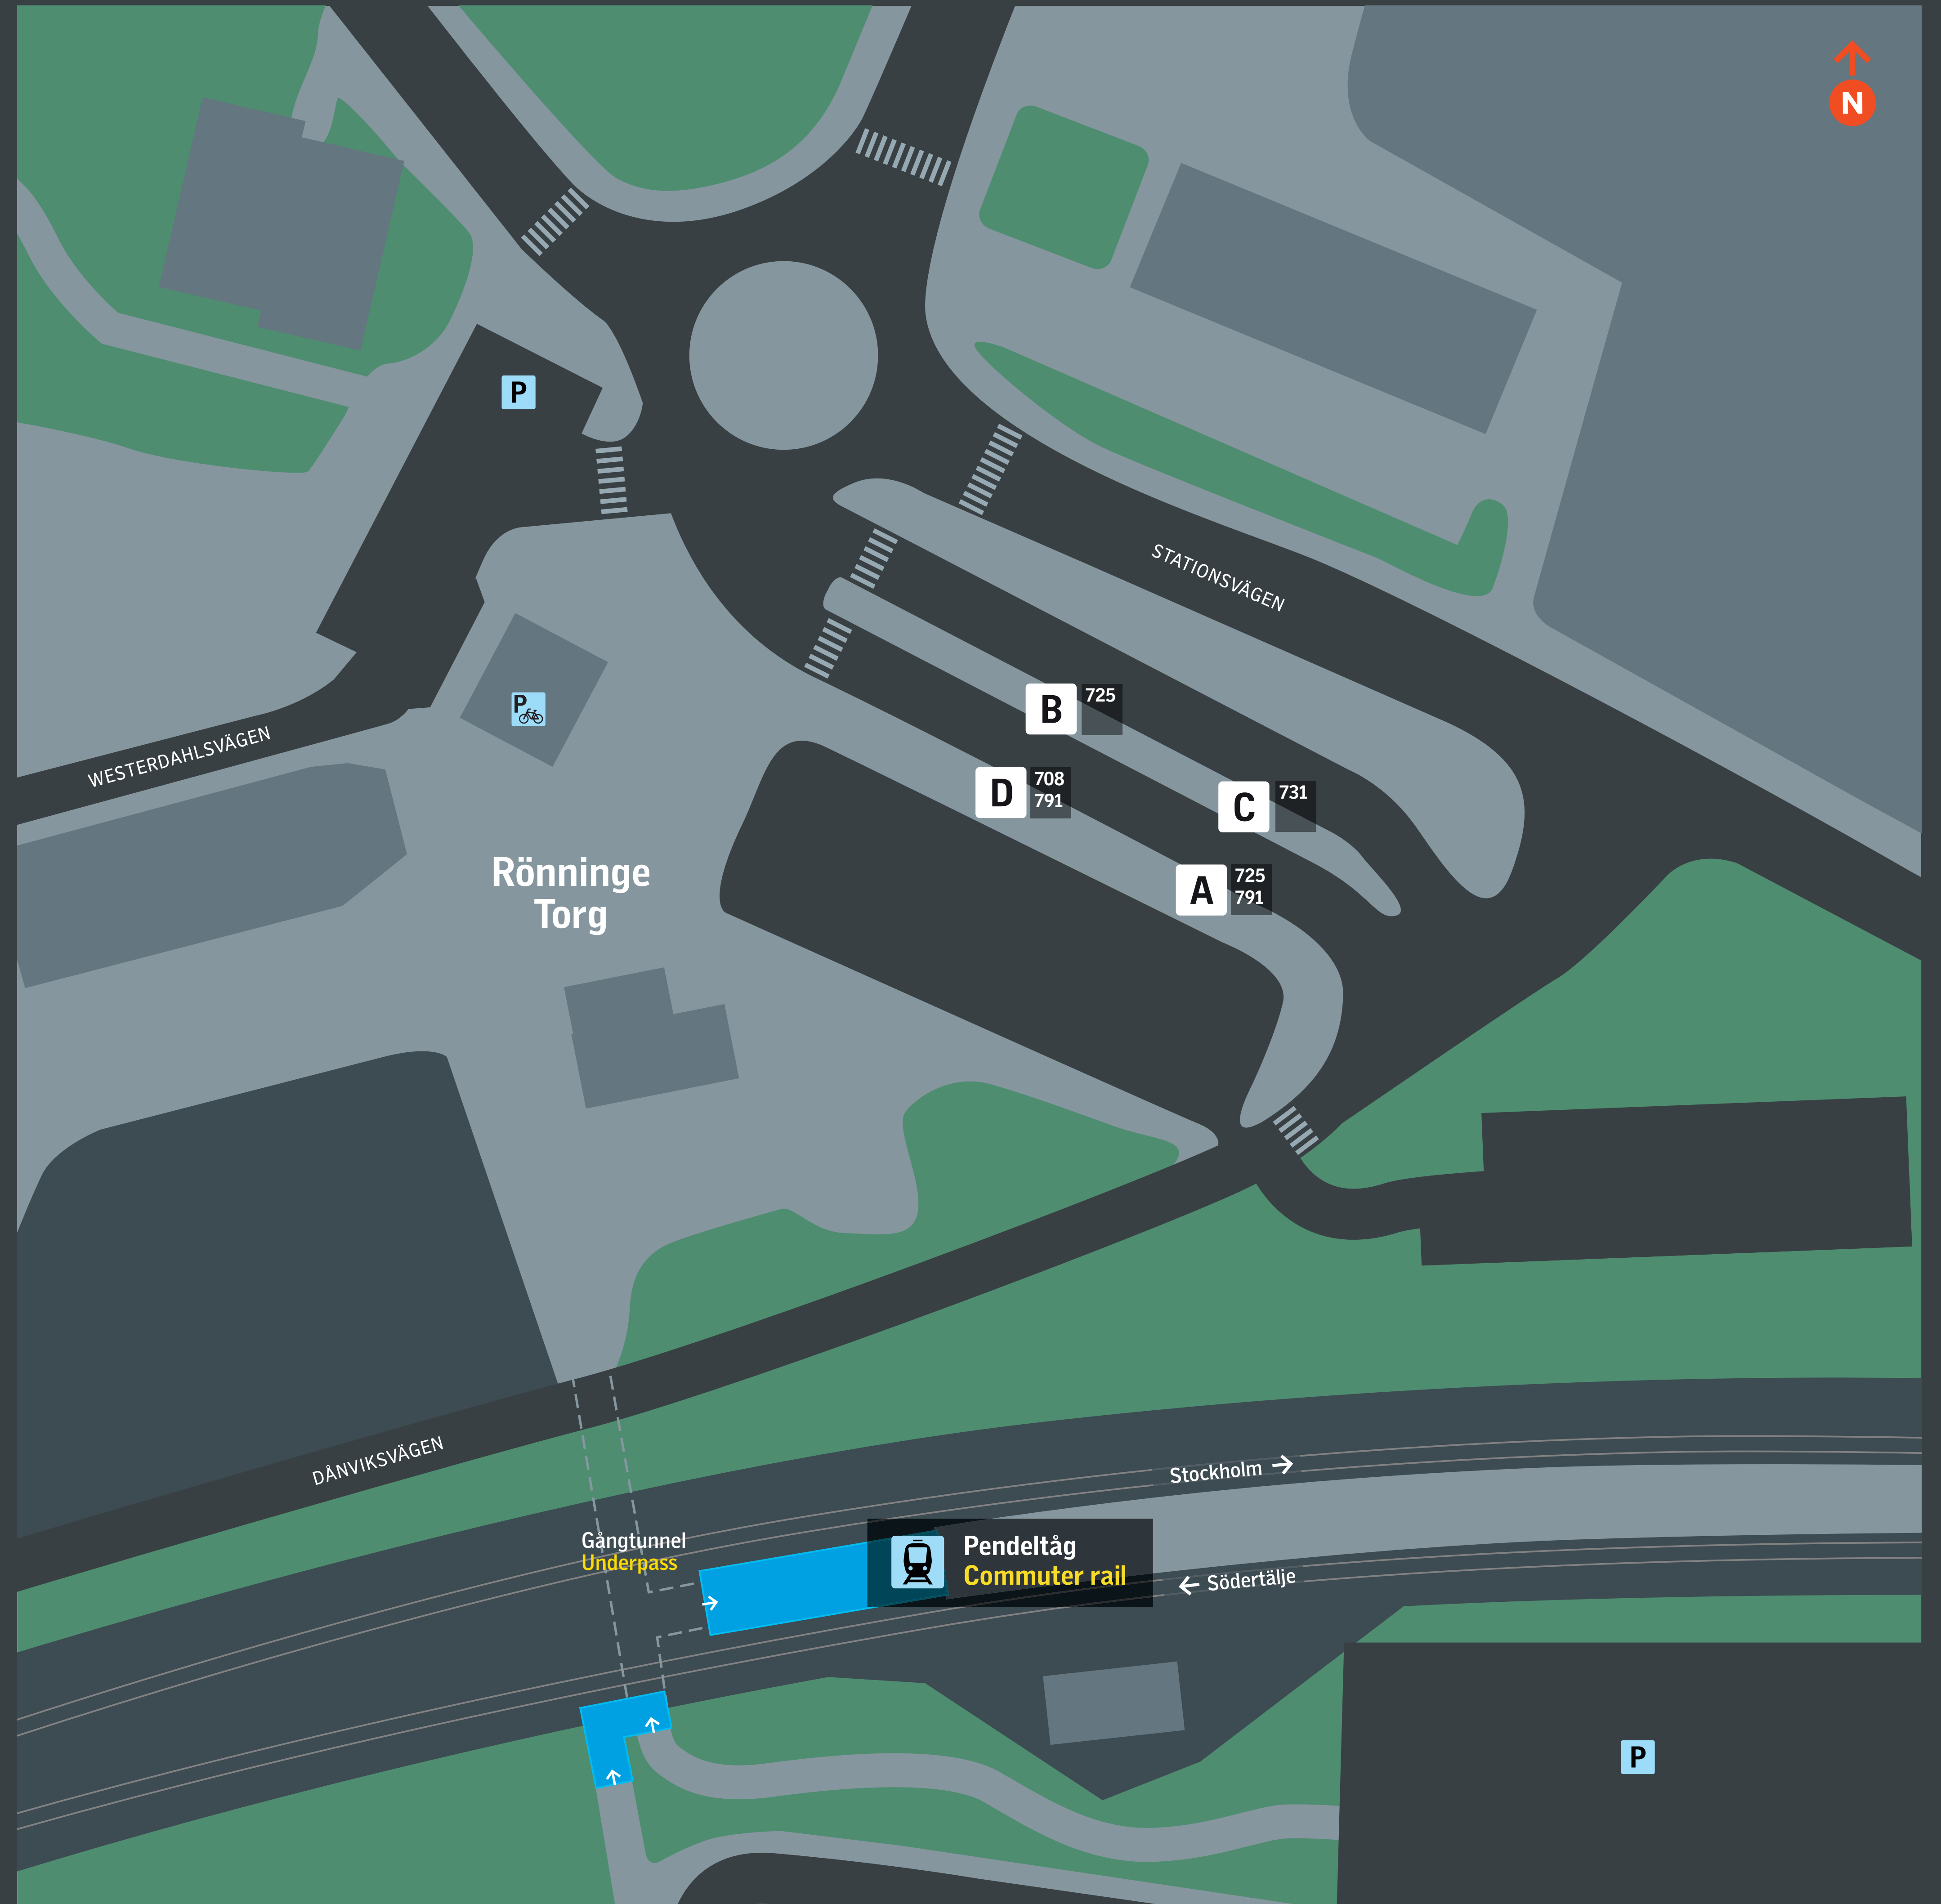 N
P
STATIONSVÄGEN
P
WESTERDAHLSVÄGEN
B
725
D
708
791
C
731
A
725
791
Rönninge
Torg
DÅNVIKSVÄGEN
Stockholm →
Gångtunnel
Underpass
Pendeltåg
Commuter rail
← Södertälje
P